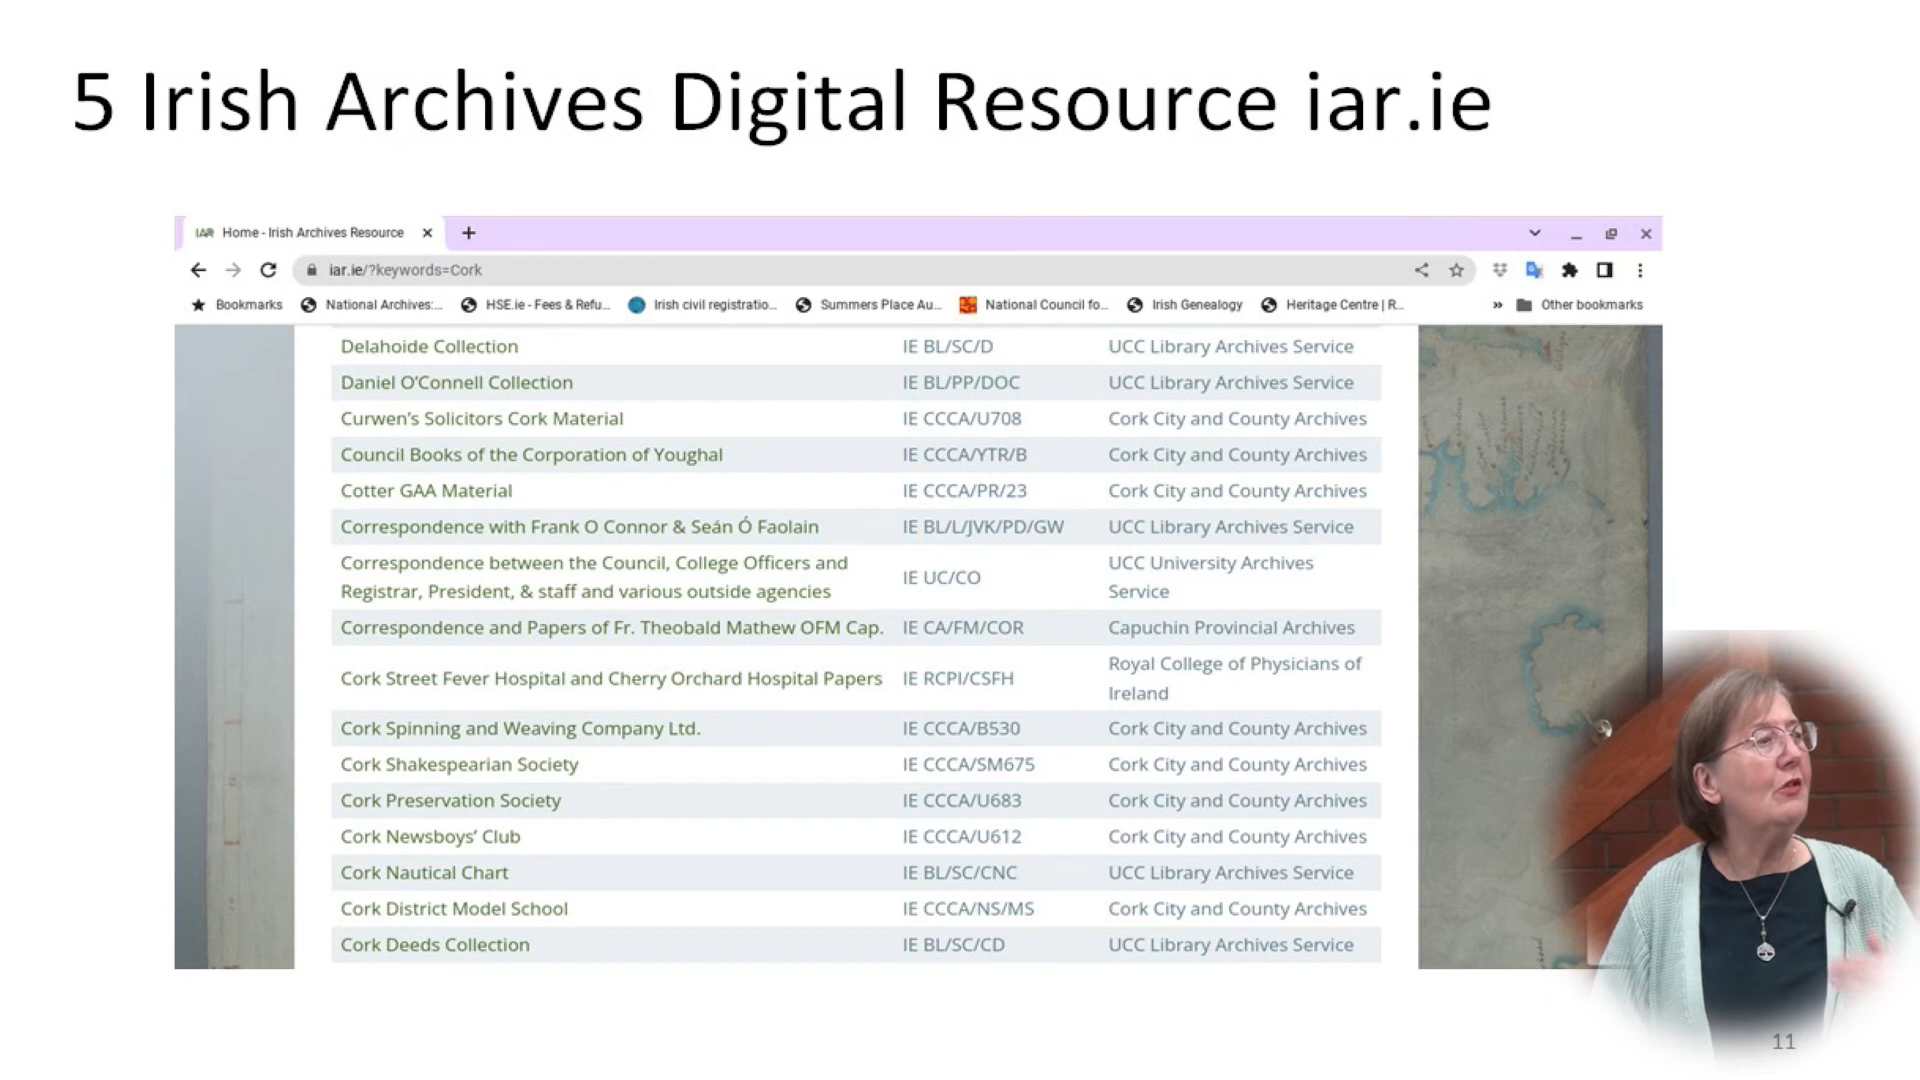 5 Irish Archives Digital Resource iar.ie
IAR Home - Irish Archives Resource
iar.ie/?keywords=Cork
Bookmarks National Archives:... HSE.ie - Fees & Refu... Irish civil registratio... Summers Place Au... National Council fo... Irish Genealogy Heritage Centre | R... » Other bookmarks
Delahoide Collection IE BL/SC/D UCC Library Archives Service
Daniel O'Connell Collection IE BL/PP/DOC UCC Library Archives Service
Curwen's Solicitors Cork Material IE CCCA/U708 Cork City and County Archives
Council Books of the Corporation of Youghal IE CCCA/YTR/B Cork City and County Archives
Cotter GAA Material IE CCCA/PR/23 Cork City and County Archives
Correspondence with Frank O Connor & Seán Ó Faolain IE BL/L/JVK/PD/GW UCC Library Archives Service
Correspondence between the Council, College Officers and
Registrar, President, & staff and various outside agencies
IE UC/CO
UCC University Archives
Service
Correspondence and Papers of Fr. Theobald Mathew OFM Cap. IE CA/FM/COR Capuchin Provincial Archives
Cork Street Fever Hospital and Cherry Orchard Hospital Papers IE RCPI/CSFH
Royal College of Physicians of
Ireland
Cork Spinning and Weaving Company Ltd. IE CCCA/B530 Cork City and County Archives
Cork Shakespearian Society IE CCCA/SM675 Cork City and County Archives
Cork Preservation Society IE CCCA/U683 Cork City and County Archives
Cork Newsboys' Club IE CCCA/U612 Cork City and County Archives
Cork Nautical Chart IE BL/SC/CNC UCC Library Archives Service
Cork District Model School IE CCCA/NS/MS Cork City and County Archives
Cork Deeds Collection IE BL/SC/CD UCC Library Archives Service
11